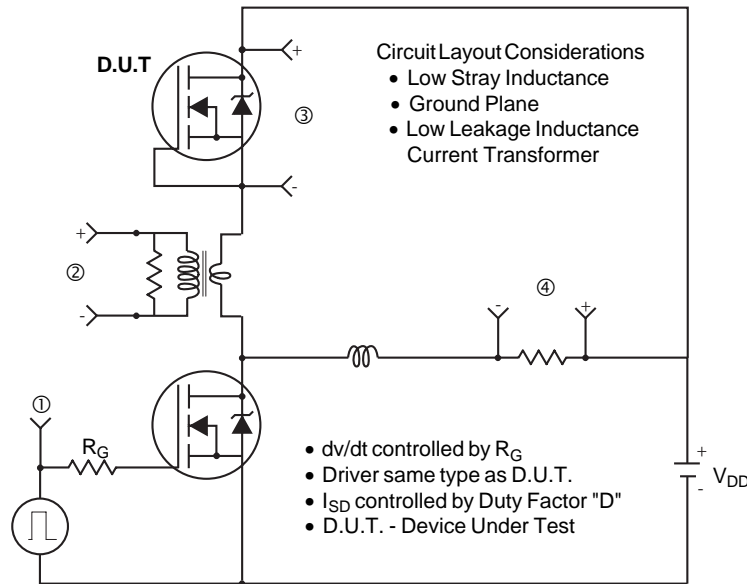 D.U.T
+
-
③
Circuit Layout Considerations
• Low Stray Inductance
• Ground Plane
• Low Leakage Inductance
Current Transformer
+
②
-
④
-
+
①
RG
• dv/dt controlled by RG
• Driver same type as D.U.T.
• ISD controlled by Duty Factor "D"
• D.U.T. - Device Under Test
+
VDD
-